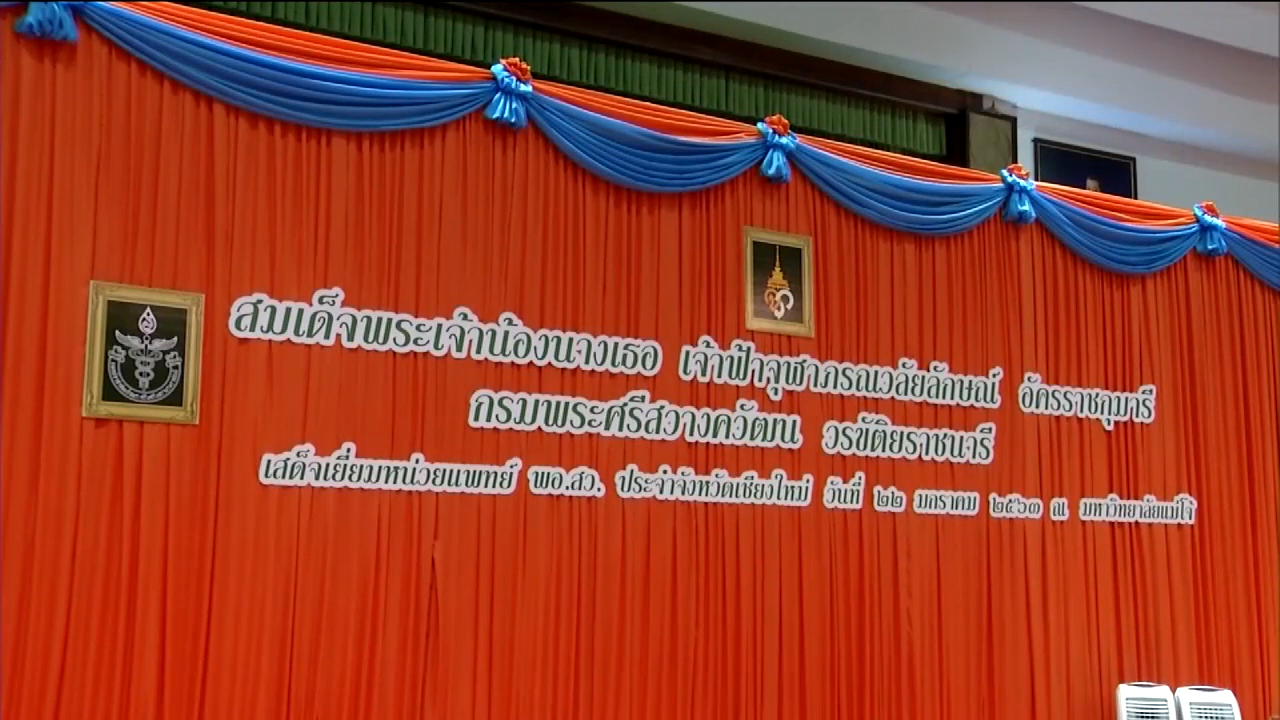 สมเด็จพระเจ้าน้องนางเธอ เจ้าฟ้าจุฬาภรณวลัยลักษณ์ อัครราชกุมารี
กรมพระศรีสวางควัฒน วรขัตติยราชนารี
เสด็จเยี่ยมหน่วยแพทย์ พอ.สว. ประจำจังหวัดเชียงใหม่ วันที่ ๒๒ มกราคม ๒๕๖๓ ณ มหาวิทยาลัยแม่โจ้